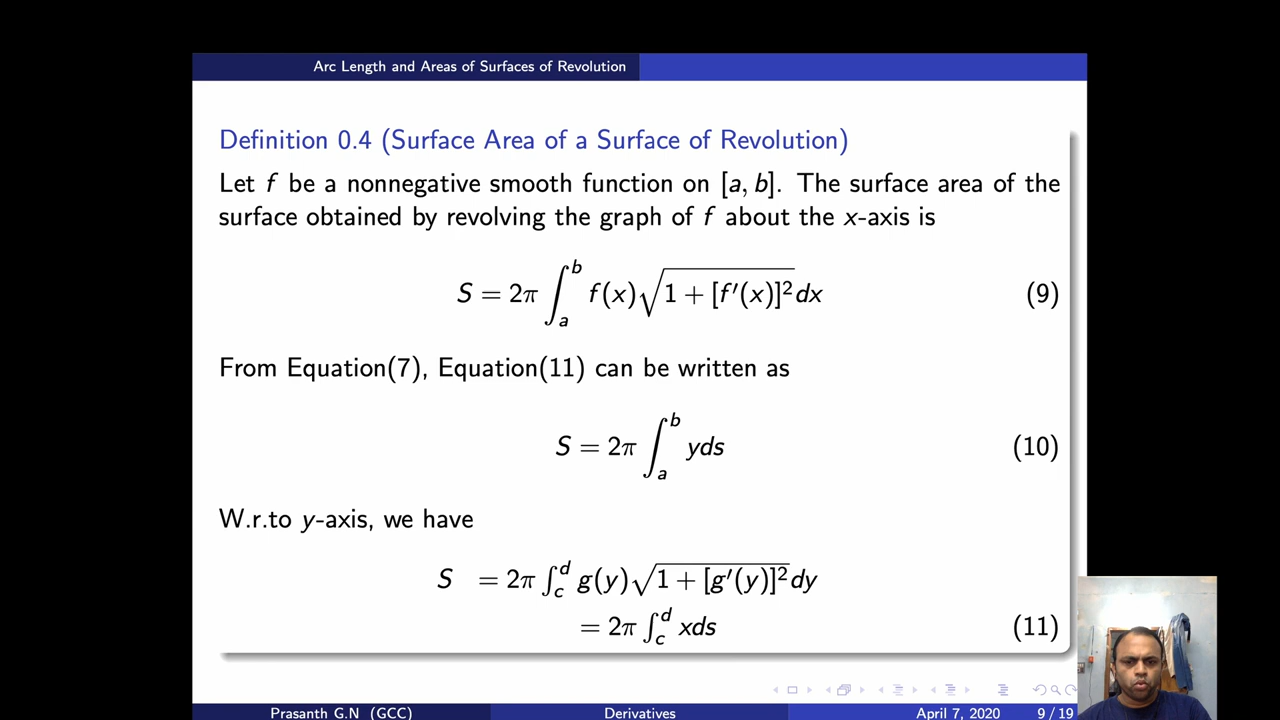 Arc Length and Areas of Surfaces of Revolution
Definition 0.4 (Surface Area of a Surface of Revolution)
Let f be a nonnegative smooth function on [a, b]. The surface area of the
surface obtained by revolving the graph of f about the x-axis is
S = 2π ∫_a^b f(x)√(1 + [f′(x)]²) dx (9)
From Equation(7), Equation(11) can be written as
S = 2π ∫_a^b yds (10)
W.r.to y-axis, we have
S = 2π ∫_c^d g(y)√(1 + [g′(y)]²) dy
= 2π ∫_c^d xds (11)
Prasanth G.N (GCC) Derivatives April 7, 2020 9 / 19